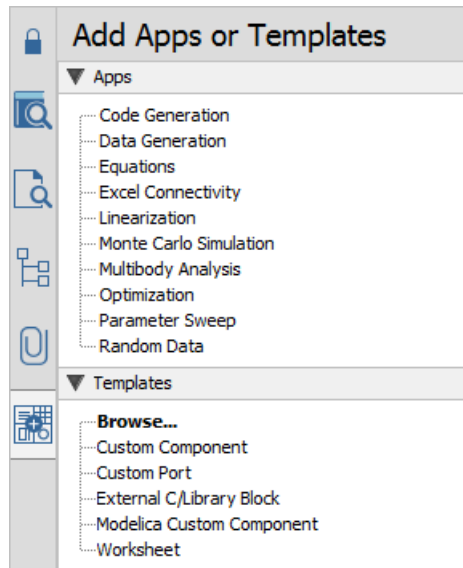 Add Apps or Templates
Apps
Code Generation
Data Generation
Equations
Excel Connectivity
Linearization
Monte Carlo Simulation
Multibody Analysis
Optimization
Parameter Sweep
Random Data
Templates
Browse...
Custom Component
Custom Port
External C/Library Block
Modelica Custom Component
Worksheet